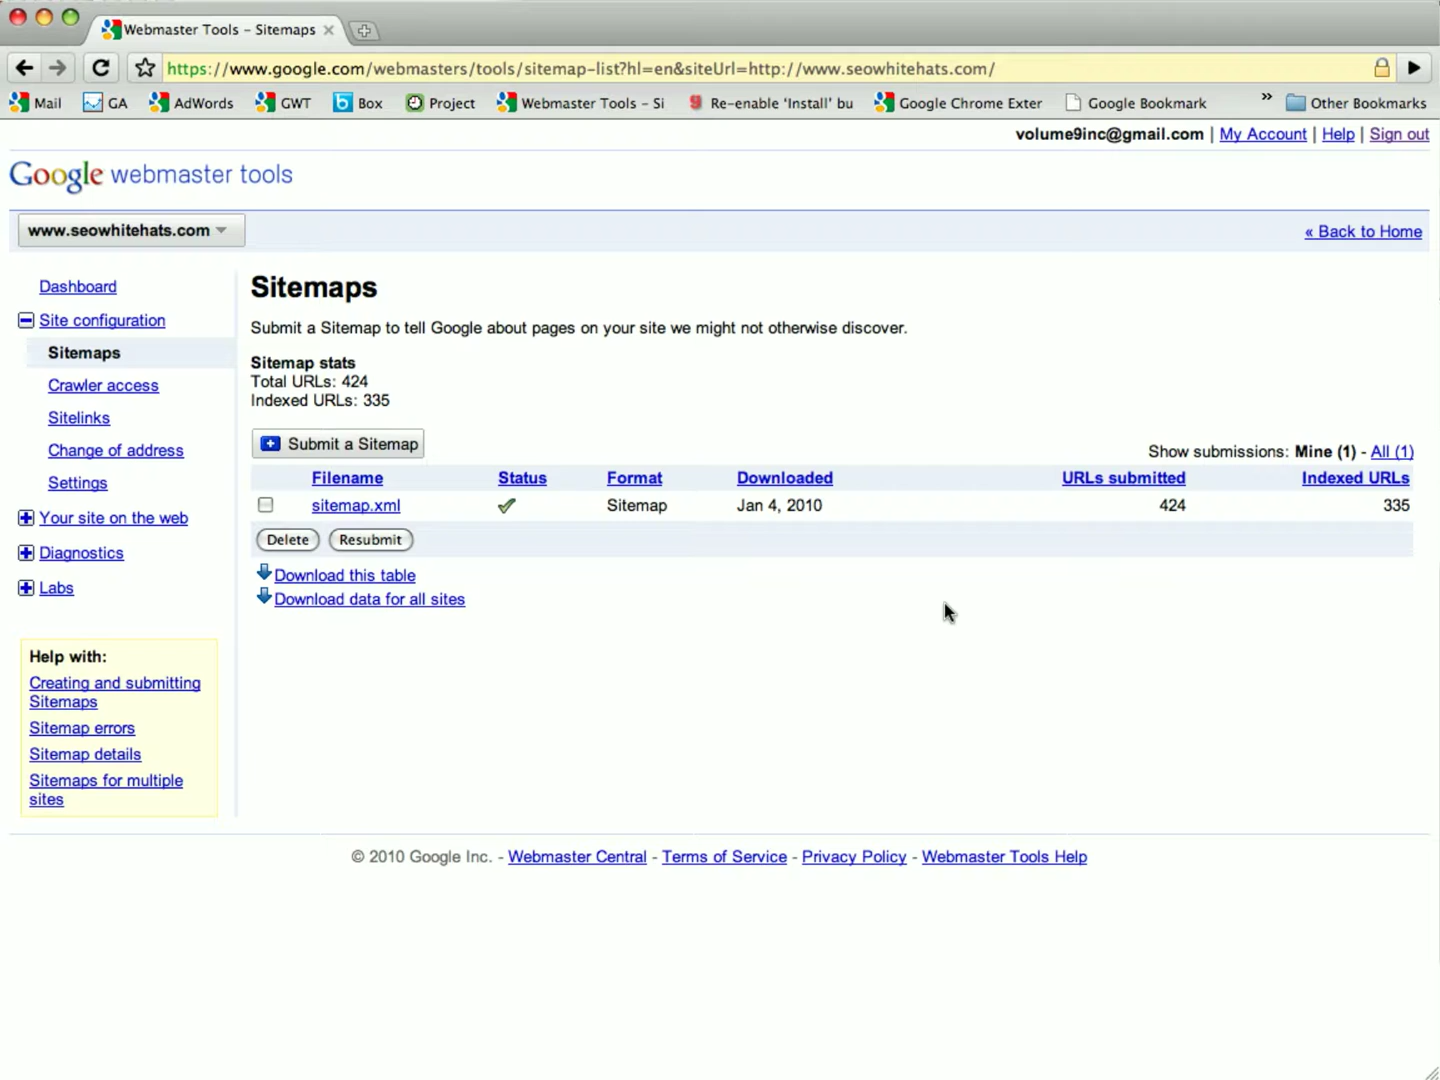 Webmaster Tools – Sitemaps
https://www.google.com/webmasters/tools/sitemap-list?hl=en&siteUrl=http://www.seowhitehats.com/
Mail GA AdWords GWT Box Project Webmaster Tools – Si Re-enable 'Install' bu Google Chrome Exter Google Bookmark » Other Bookmarks
volume9inc@gmail.com | My Account | Help | Sign out
Google webmaster tools
www.seowhitehats.com
« Back to Home
Dashboard
Site configuration
Sitemaps
Crawler access
Sitelinks
Change of address
Settings
Your site on the web
Diagnostics
Labs
Help with:
Creating and submitting
Sitemaps
Sitemap errors
Sitemap details
Sitemaps for multiple
sites
Sitemaps
Submit a Sitemap to tell Google about pages on your site we might not otherwise discover.
Sitemap stats
Total URLs: 424
Indexed URLs: 335
Submit a Sitemap
Show submissions: Mine (1) - All (1)
Filename Status Format Downloaded URLs submitted Indexed URLs
sitemap.xml Sitemap Jan 4, 2010 424 335
Delete Resubmit
Download this table
Download data for all sites
© 2010 Google Inc. - Webmaster Central - Terms of Service - Privacy Policy - Webmaster Tools Help